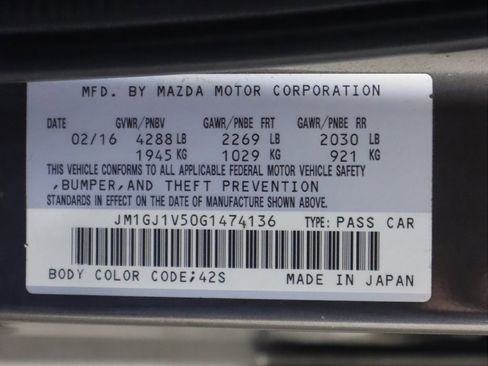 MFD. BY MAZDA MOTOR CORPORATION
DATE GVWR/PNBV GAWR/PNBE FRT GAWR/PNBE RR
02/16 4288 LB 2269 LB 2030 LB
1945 KG 1029 KG 921 KG
THIS VEHICLE CONFORMS TO ALL APPLICABLE FEDERAL MOTOR VEHICLE SAFETY
,BUMPER,AND THEFT PREVENTION
STANDARDS IN EFFECT ON THE DATE OF MANUFACTURE SHOWN ABOVE.
JM1GJ1V50G1474136 TYPE: PASS CAR
BODY COLOR CODE;42S MADE IN JAPAN